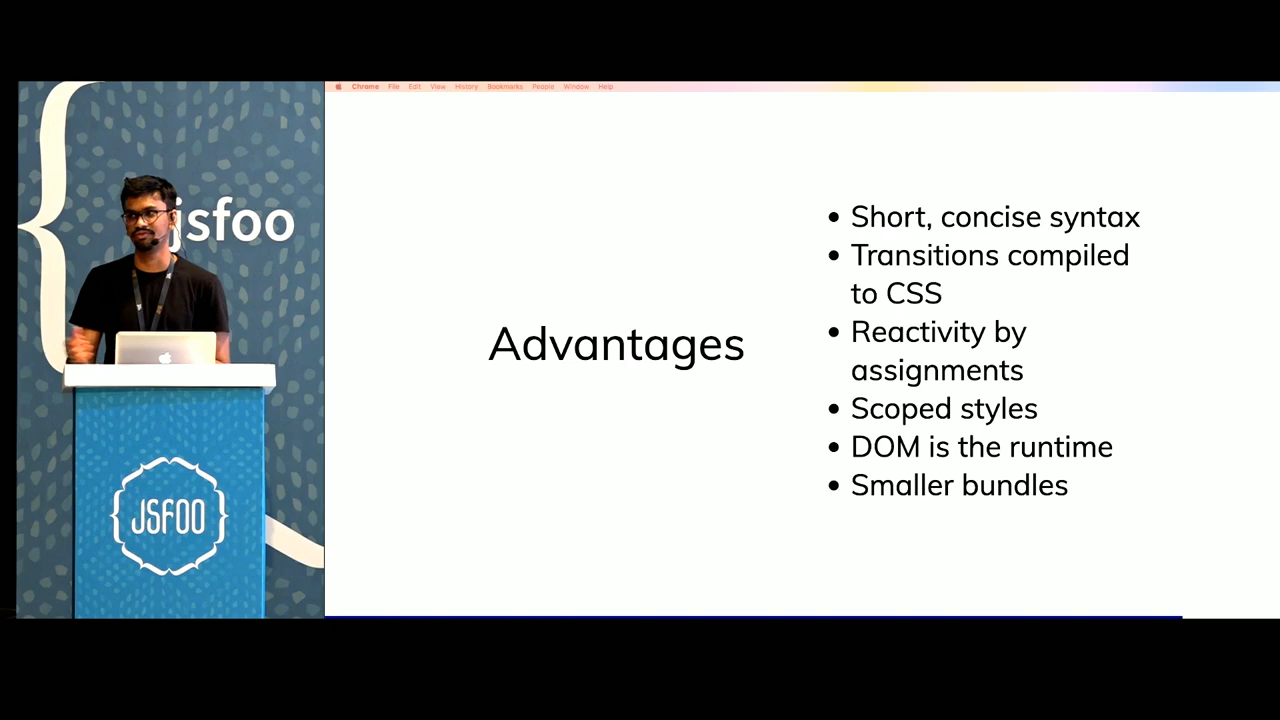 Chrome File Edit View History Bookmarks People Window Help
jsfoo
Advantages
Short, concise syntax
Transitions compiled
to CSS
Reactivity by
assignments
Scoped styles
DOM is the runtime
Smaller bundles
JSFOO